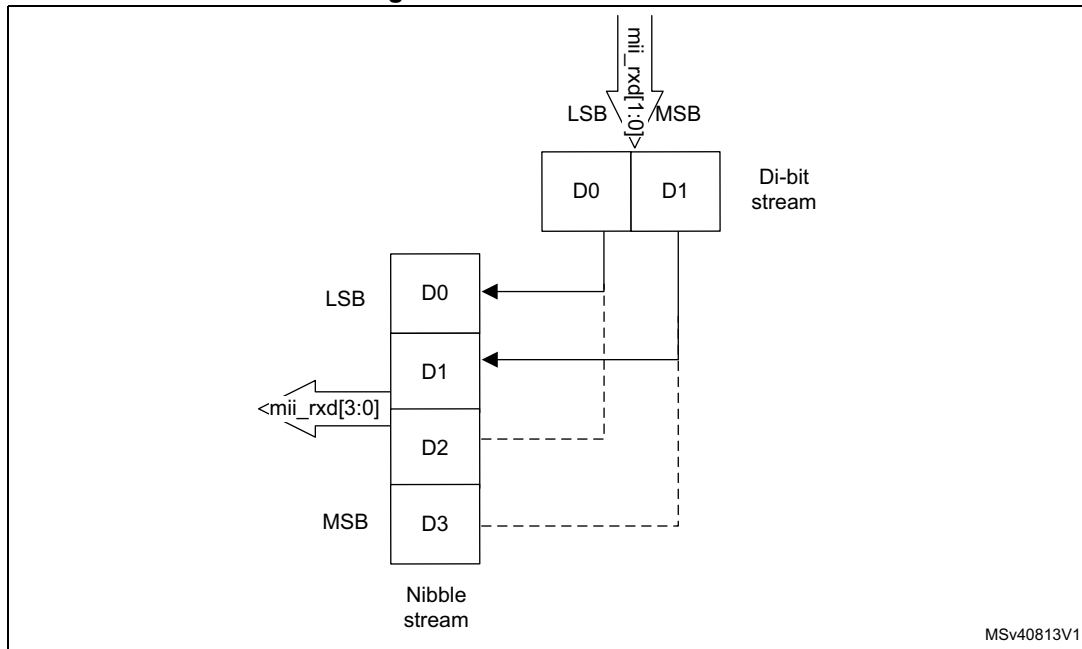 mii_rxd[1:0]>
LSB MSB
D0 D1
Di-bit
stream
LSB
D0
D1
<mii_rxd[3:0]
D2
MSB
D3
Nibble
stream
MSv40813V1